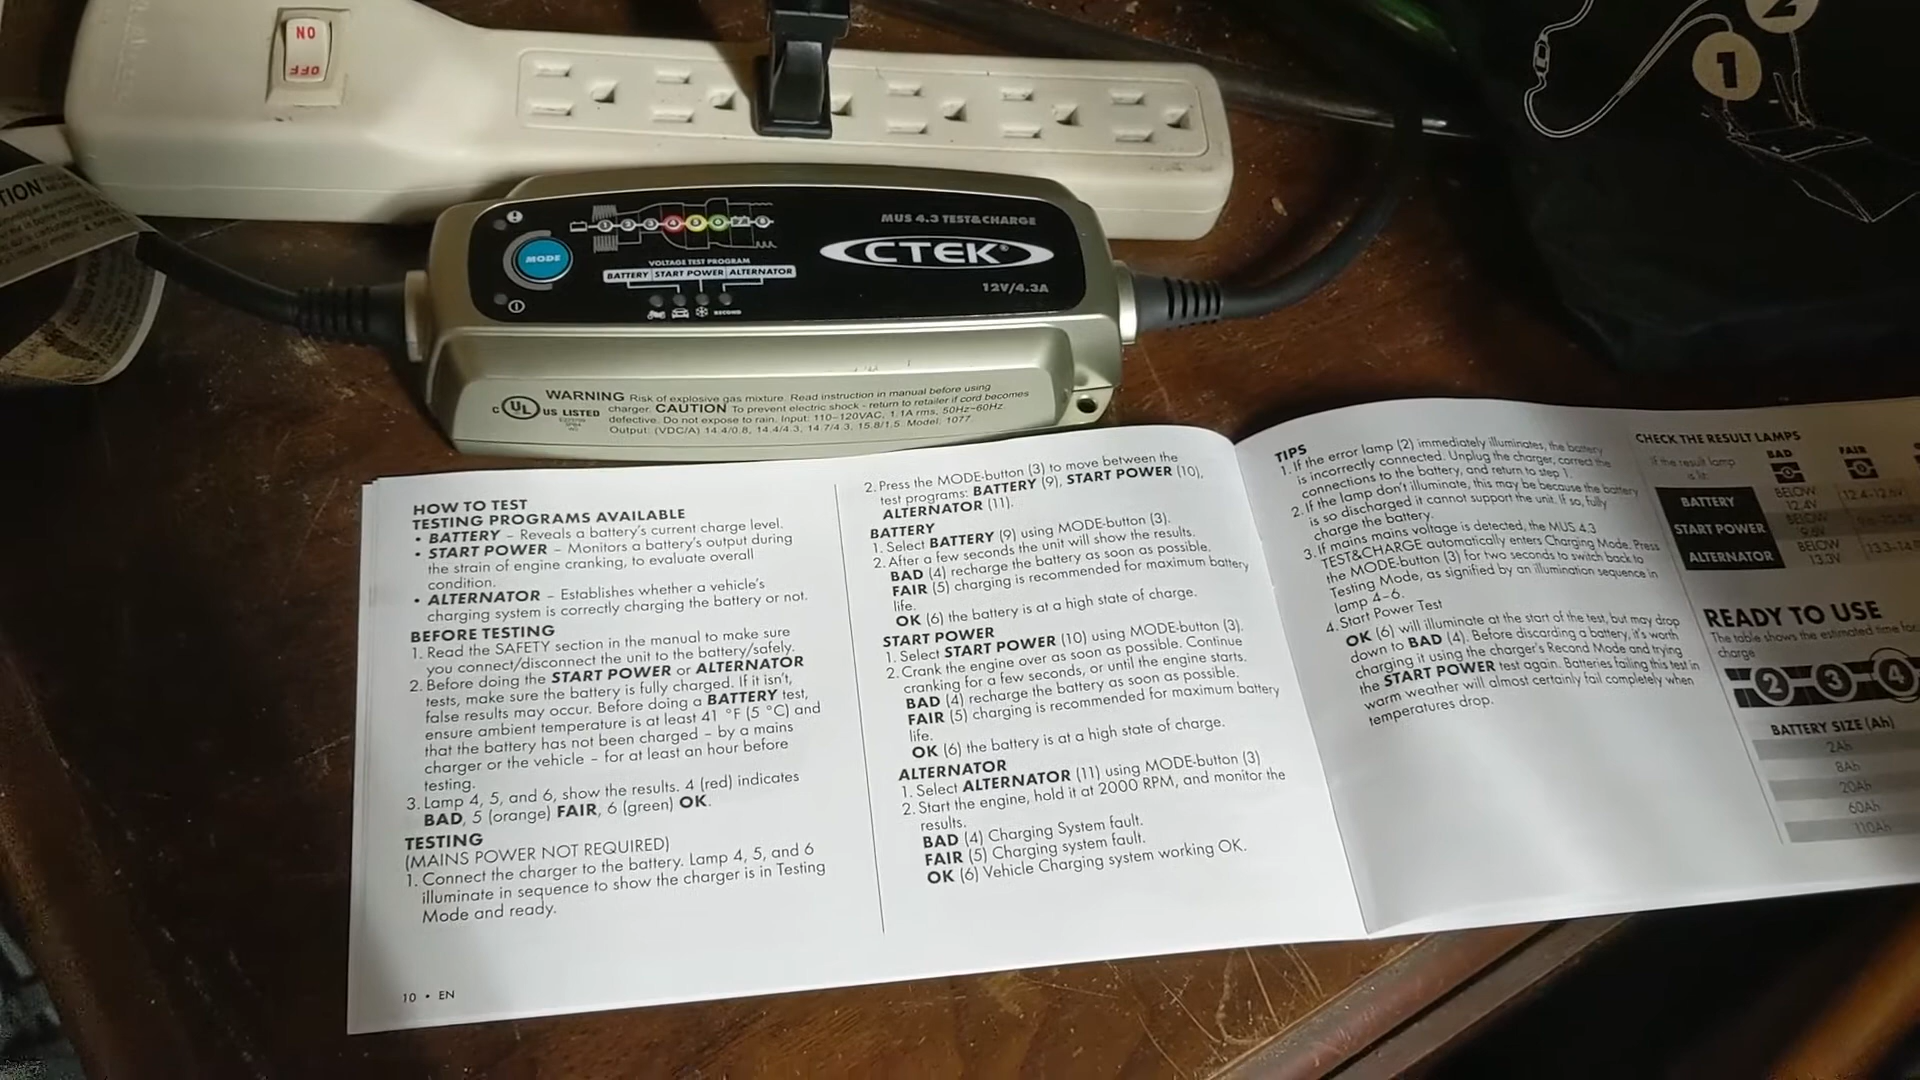 ON
OFF
2
1
TION
MUS 4.3 TEST&CHARGE
CTEK®
12V/4.3A
MODE
VOLTAGE TEST PROGRAM
BATTERY START POWER ALTERNATOR
RECOND
WARNING Risk of explosive gas mixture. Read instruction in manual before using
charger. CAUTION To prevent electric shock - return to retailer if cord becomes
defective. Do not expose to rain. Input: 110-120VAC, 1.1A rms, 50Hz~60Hz.
Output: (VDC/A) 14.4/0.8, 14.4/4.3, 14.7/4.3, 15.8/1.5. Model: 1077
C UL US LISTED
HOW TO TEST
TESTING PROGRAMS AVAILABLE
• BATTERY – Reveals a battery's current charge level.
• START POWER – Monitors a battery's output during
the strain of engine cranking, to evaluate overall
condition.
• ALTERNATOR – Establishes whether a vehicle's
charging system is correctly charging the battery or not.
BEFORE TESTING
1. Read the SAFETY section in the manual to make sure
you connect/disconnect the unit to the battery/safely.
2. Before doing the START POWER or ALTERNATOR
tests, make sure the battery is fully charged. If it isn't,
false results may occur. Before doing a BATTERY test,
ensure ambient temperature is at least 41 °F (5 °C) and
that the battery has not been charged – by a mains
charger or the vehicle – for at least an hour before
testing.
3. Lamp 4, 5, and 6, show the results. 4 (red) indicates
BAD, 5 (orange) FAIR, 6 (green) OK.
TESTING
(MAINS POWER NOT REQUIRED)
1. Connect the charger to the battery. Lamp 4, 5, and 6
illuminate in sequence to show the charger is in Testing
Mode and ready.
10 • EN
2. Press the MODE-button (3) to move between the
test programs: BATTERY (9), START POWER (10),
ALTERNATOR (11).
BATTERY
1. Select BATTERY (9) using MODE-button (3).
2. After a few seconds the unit will show the results.
BAD (4) recharge the battery as soon as possible.
FAIR (5) charging is recommended for maximum battery
life.
OK (6) the battery is at a high state of charge.
START POWER
1. Select START POWER (10) using MODE-button (3).
2. Crank the engine over as soon as possible. Continue
cranking for a few seconds, or until the engine starts.
BAD (4) recharge the battery as soon as possible.
FAIR (5) charging is recommended for maximum battery
life.
OK (6) the battery is at a high state of charge.
ALTERNATOR
1. Select ALTERNATOR (11) using MODE-button (3)
2. Start the engine, hold it at 2000 RPM, and monitor the
results.
BAD (4) Charging System fault.
FAIR (5) Charging system fault.
OK (6) Vehicle Charging system working OK.
TIPS
1. If the error lamp (2) immediately illuminates, the battery
is incorrectly connected. Unplug the charger, correct the
connections to the battery, and return to step 1.
2. If the lamp don't illuminate, this may be because the battery
is so discharged it cannot support the unit. If so, fully
charge the battery.
3. If mains mains voltage is detected, the MUS 4.3
TEST&CHARGE automatically enters Charging Mode. Press
the MODE-button (3) for two seconds to switch back to
Testing Mode, as signified by an illumination sequence in
lamp 4–6.
4. Start Power Test
OK (6) will illuminate at the start of the test, but may drop
down to BAD (4). Before discarding a battery, it's worth
charging it using the charger's Recond Mode and trying
the START POWER test again. Batteries failing this test in
warm weather will almost certainly fail completely when
temperatures drop.
CHECK THE RESULT LAMPS
If the result lamp
is lit:
BAD
FAIR
BATTERY BELOW 12.4V
START POWER BELOW 9.6V
ALTERNATOR BELOW 13.3V
READY TO USE
The table shows the estimated time for
charge
2 3 4
BATTERY SIZE (Ah)
2Ah
8Ah
20Ah
60Ah
110Ah